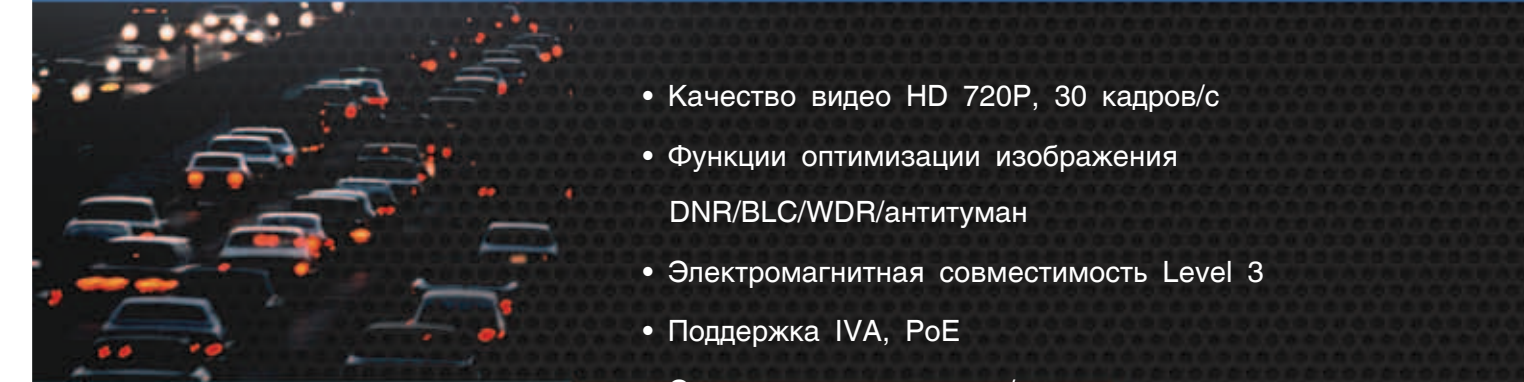 • Качество видео HD 720P, 30 кадров/с
• Функции оптимизации изображения
DNR/BLC/WDR/антитуман
• Электромагнитная совместимость Level 3
• Поддержка IVA, PoE